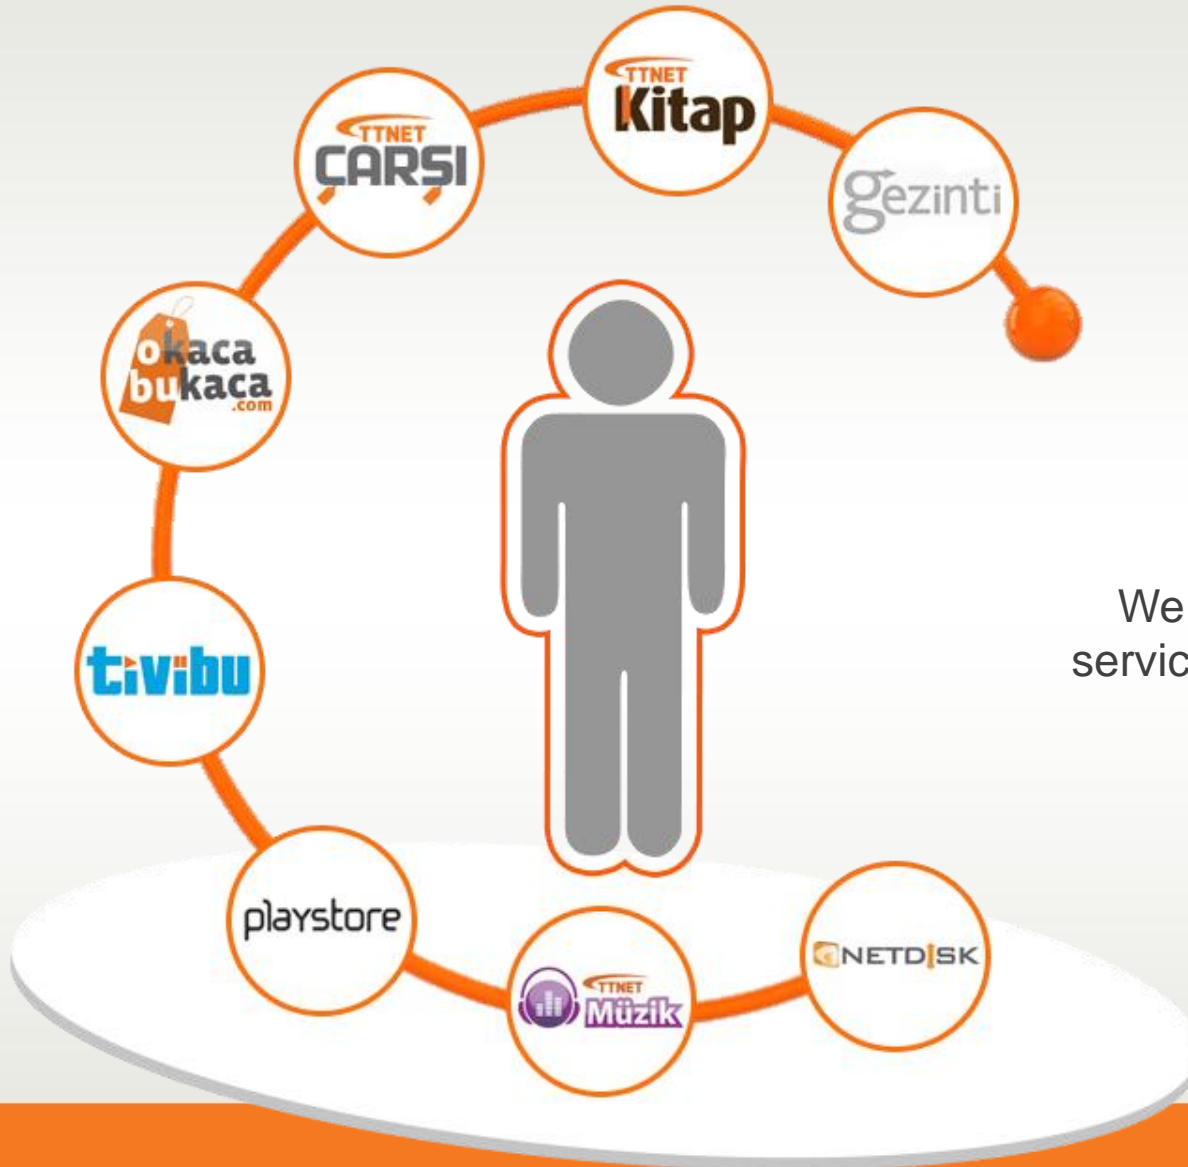 TTNET
Kitap
TTNET
ÇARŞI
gezinti
okaca
bukaca
.com
We
servic
tivibu
playstore
NETDISK
TTNET
Müzik